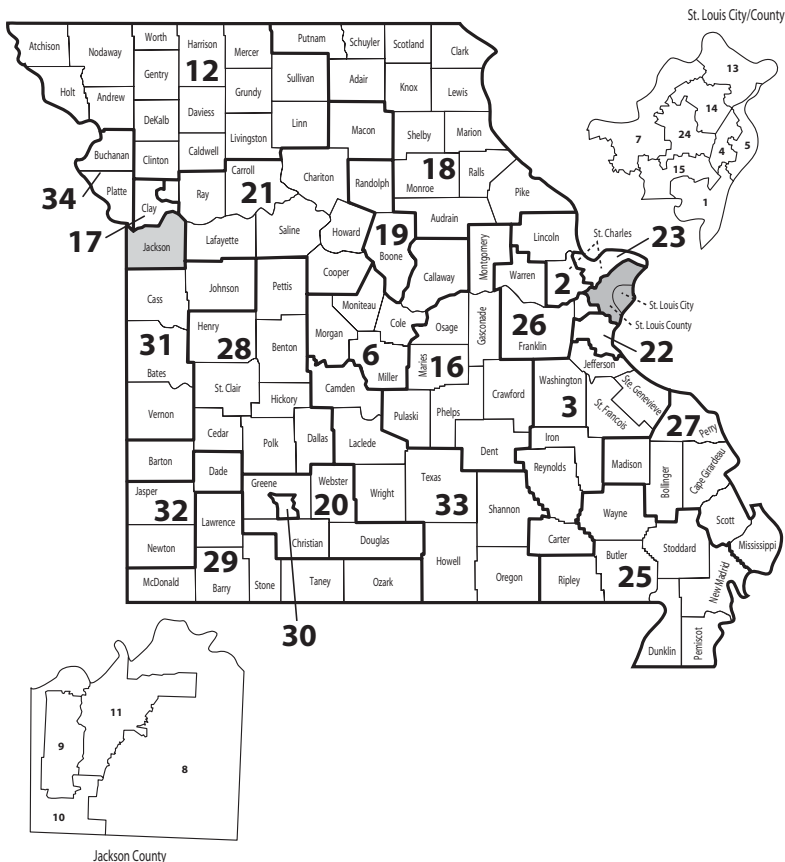 St. Louis City/County
13
14
7
24
4
5
15
1
Atchison
Nodaway
Worth
Harrison
Mercer
Putnam
Schuyler
Scotland
Clark
12
Gentry
Sullivan
Adair
Knox
Lewis
Holt
Andrew
Grundy
DeKalb
Daviess
Linn
Macon
Shelby
Marion
Livingston
Buchanan
Clinton
Caldwell
Carroll
Chariton
Randolph
18
Monroe
Ralls
Pike
34
Platte
Clay
Ray
21
Audrain
17
Jackson
Lafayette
Saline
Howard
19
Boone
Callaway
Montgomery
Lincoln
St. Charles
23
Warren
2
Cass
Johnson
Pettis
Cooper
Moniteau
Cole
Osage
Gasconade
26
Franklin
St. Louis City
St. Louis County
22
Jefferson
31
Henry
28
Benton
Morgan
6
Miller
Maries
16
Bates
St. Clair
Hickory
Camden
Crawford
Washington
3
Ste. Genevieve
St. Francois
27
Perry
Vernon
Cedar
Polk
Dallas
Laclede
Pulaski
Phelps
Dent
Iron
Reynolds
Madison
Bollinger
Cape Girardeau
Barton
Dade
Greene
Webster
20
Wright
Texas
33
Shannon
Jasper
32
Lawrence
Wayne
Scott
Mississippi
Newton
29
Christian
Douglas
Howell
Carter
Butler
25
Stoddard
New Madrid
McDonald
Barry
Stone
Taney
Ozark
Oregon
Ripley
30
Dunklin
Pemiscot
11
9
8
10
Jackson County